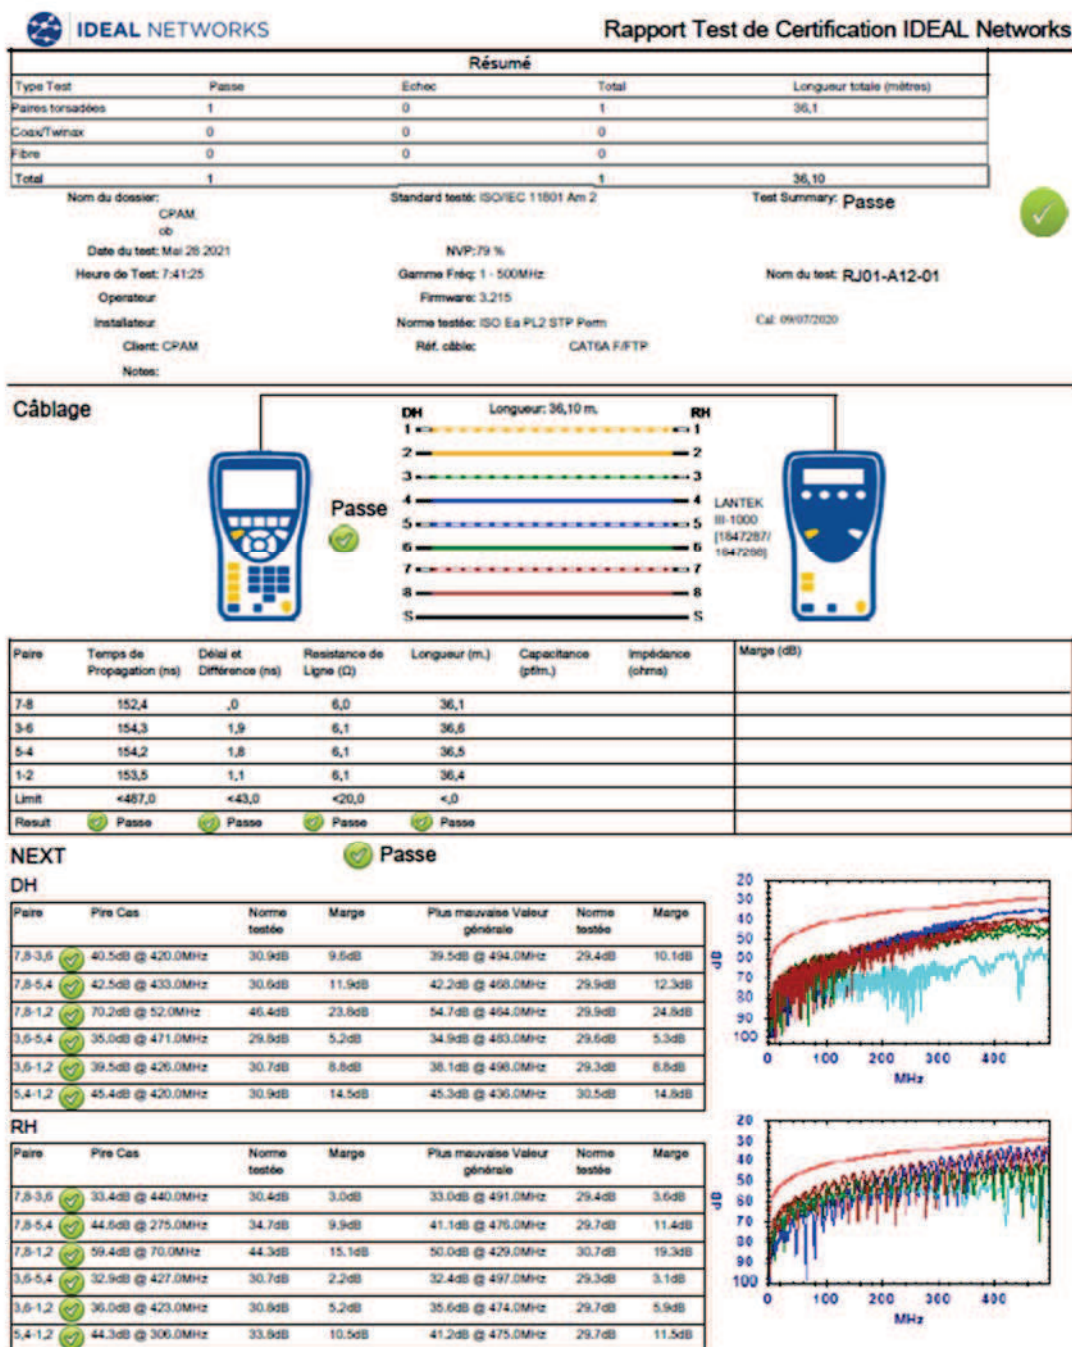 IDEAL NETWORKS
Rapport Test de Certification IDEAL Networks
Résumé
Type Test Passe Echec Total Longueur totale (mètres)
Paires torsadées 1 0 1 36,1
Coax/Twinax 0 0 0
Fibre 0 0 0
Total 1 1 36,10
Nom du dossier: Standard testé: ISO/IEC 11801 Am 2 Test Summary: Passe
CPAM,
ob
Date du test: Mai 28 2021 NVP:79 %
Heure de Test: 7:41:25 Gamme Fréq: 1 - 500MHz Nom du test: RJ01-A12-01
Operateur Firmware: 3.215
Installateur Norme testée: ISO Ea PL2 STP Perm Cal: 09/07/2020
Client: CPAM Réf. câble: CAT6A F/FTP
Notes:
Câblage
DH Longueur: 36,10 m. RH
1 1
2 2
3 3
4 4
5 5
6 6
7 7
8 8
S S
Passe
LANTEK
III-1000
[1847287/
1847288]
Paire Temps de Propagation (ns) Délai et Différence (ns) Resistance de Ligne (Ω) Longueur (m.) Capacitance (pf/m.) Impédance (ohms) Marge (dB)
7-8 152,4 ,0 6,0 36,1
3-6 154,3 1,9 6,1 36,6
5-4 154,2 1,8 6,1 36,5
1-2 153,5 1,1 6,1 36,4
Limit <487,0 <43,0 <20,0 <,0
Result Passe Passe Passe Passe
NEXT Passe
DH
Paire Pire Cas Norme testée Marge Plus mauvaise Valeur générale Norme testée Marge
7,8-3,6 40.5dB @ 420.0MHz 30.9dB 9.6dB 39.5dB @ 494.0MHz 29.4dB 10.1dB
7,8-5,4 42.5dB @ 433.0MHz 30.6dB 11.9dB 42.2dB @ 468.0MHz 29.9dB 12.3dB
7,8-1,2 70.2dB @ 52.0MHz 46.4dB 23.8dB 54.7dB @ 464.0MHz 29.9dB 24.8dB
3,6-5,4 35.0dB @ 471.0MHz 29.8dB 5.2dB 34.9dB @ 483.0MHz 29.6dB 5.3dB
3,6-1,2 39.5dB @ 426.0MHz 30.7dB 8.8dB 38.1dB @ 498.0MHz 29.3dB 8.8dB
5,4-1,2 45.4dB @ 420.0MHz 30.9dB 14.5dB 45.3dB @ 436.0MHz 30.5dB 14.8dB
20
30
40
50
60
70
80
90
100
dB
0 100 200 300 400
MHz
RH
Paire Pire Cas Norme testée Marge Plus mauvaise Valeur générale Norme testée Marge
7,8-3,6 33.4dB @ 440.0MHz 30.4dB 3.0dB 33.0dB @ 491.0MHz 29.4dB 3.6dB
7,8-5,4 44.6dB @ 275.0MHz 34.7dB 9.9dB 41.1dB @ 476.0MHz 29.7dB 11.4dB
7,8-1,2 59.4dB @ 70.0MHz 44.3dB 15.1dB 50.0dB @ 429.0MHz 30.7dB 19.3dB
3,6-5,4 32.9dB @ 427.0MHz 30.7dB 2.2dB 32.4dB @ 497.0MHz 29.3dB 3.1dB
3,6-1,2 36.0dB @ 423.0MHz 30.8dB 5.2dB 35.6dB @ 474.0MHz 29.7dB 5.9dB
5,4-1,2 44.3dB @ 306.0MHz 33.8dB 10.5dB 41.2dB @ 475.0MHz 29.7dB 11.5dB
20
30
40
50
60
70
80
90
100
dB
0 100 200 300 400
MHz